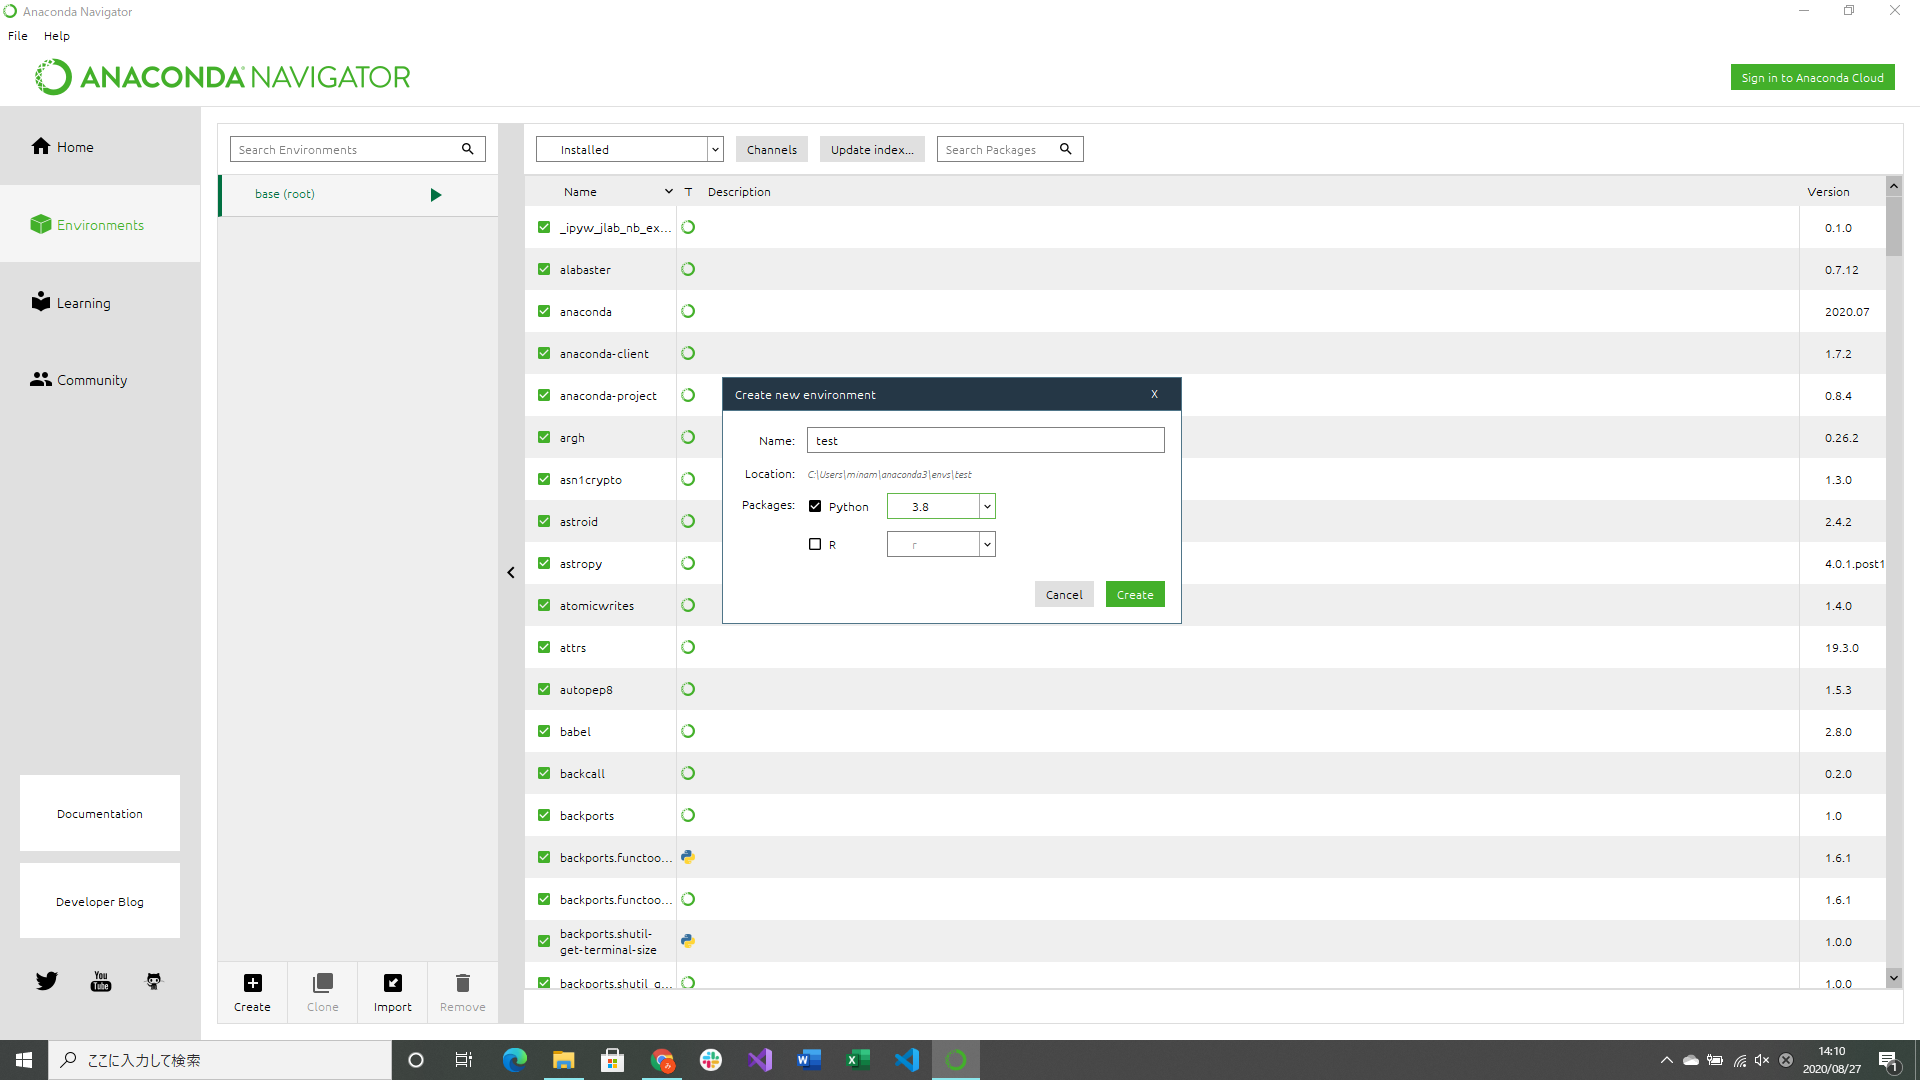 Anaconda Navigator
File Help
ANACONDA NAVIGATOR
Sign in to Anaconda Cloud
Home
Environments
Learning
Community
Documentation
Developer Blog
You Tube
Search Environments
base (root)
Create Clone Import Remove
Installed Channels Update index... Search Packages
Name T Description Version
_ipyw_jlab_nb_ex... 0.1.0
alabaster 0.7.12
anaconda 2020.07
anaconda-client 1.7.2
anaconda-project 0.8.4
argh 0.26.2
asn1crypto 1.3.0
astroid 2.4.2
astropy 4.0.1.post1
atomicwrites 1.4.0
attrs 19.3.0
autopep8 1.5.3
babel 2.8.0
backcall 0.2.0
backports 1.0
backports.functoo... 1.6.1
backports.functoo... 1.6.1
backports.shutil-
get-terminal-size 1.0.0
backports.shutil_g... 1.0.0
Create new environment X
Name: test
Location: C:\Users\minam\anaconda3\envs\test
Packages: Python 3.8
R r
Cancel Create
ここに入力して検索
14:10
2020/08/27
1